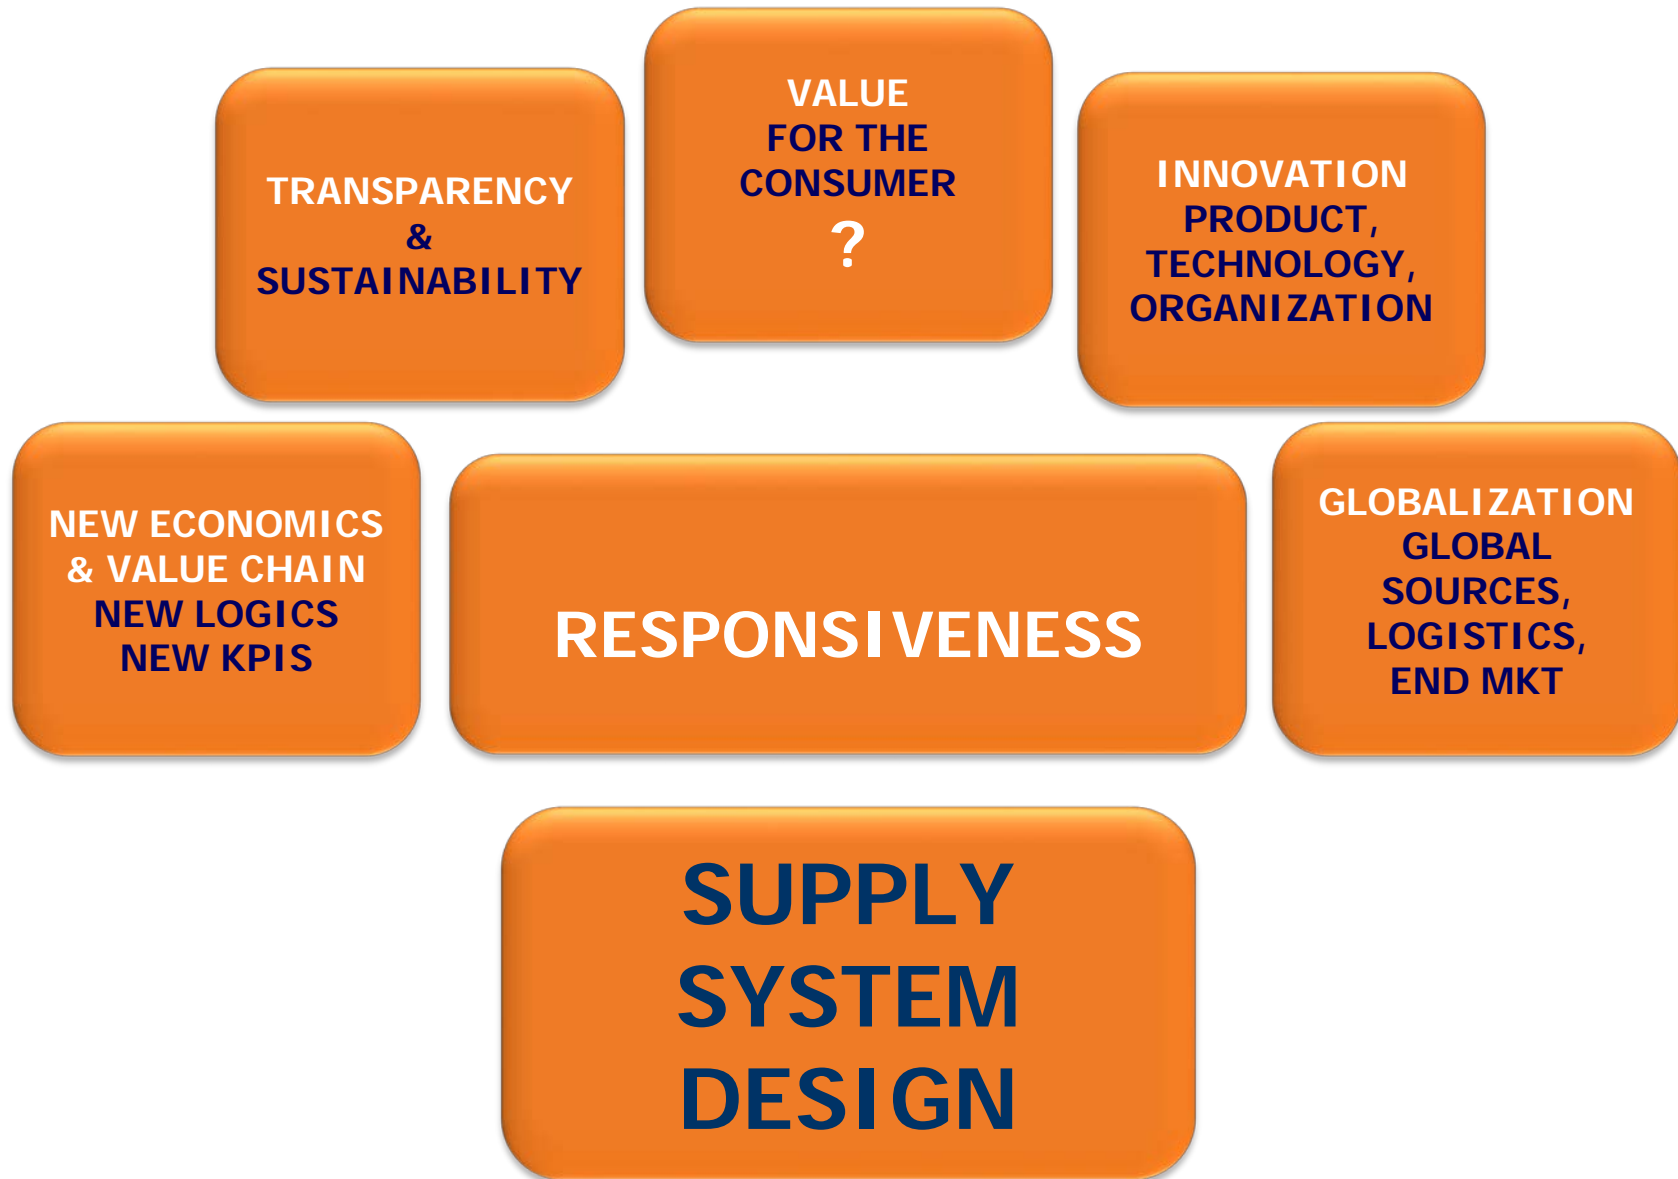 VALUE
FOR THE
CONSUMER
?
TRANSPARENCY
&
SUSTAINABILITY
INNOVATION
PRODUCT,
TECHNOLOGY,
ORGANIZATION
NEW ECONOMICS
& VALUE CHAIN
NEW LOGICS
NEW KPIS
RESPONSIVENESS
GLOBALIZATION
GLOBAL
SOURCES,
LOGISTICS,
END MKT
SUPPLY
SYSTEM
DESIGN